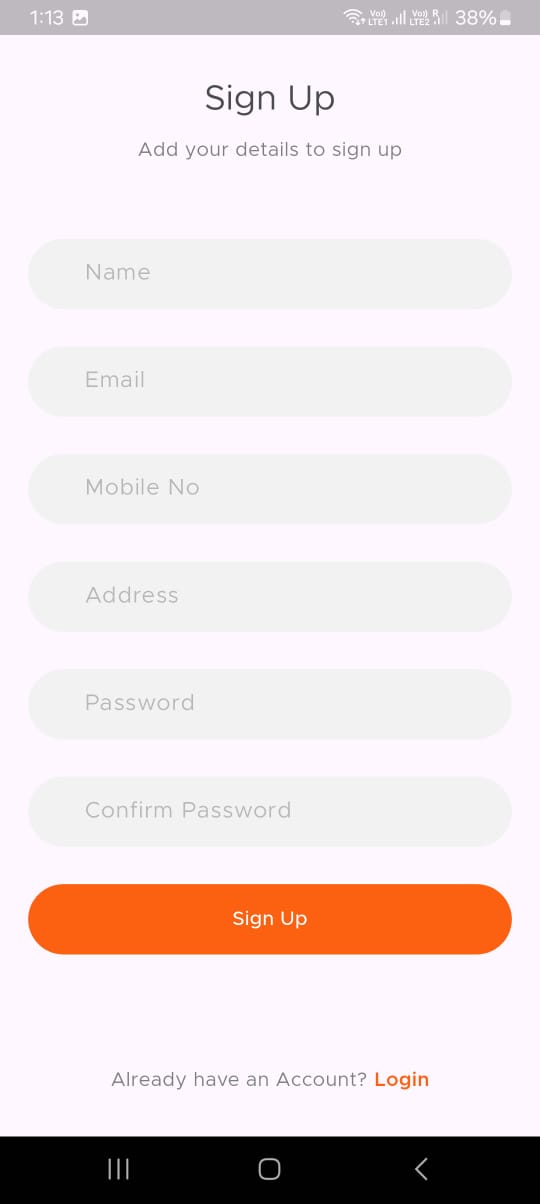 1:13 Vo)) LTE1 Vo)) LTE2 R 38%
Sign Up
Add your details to sign up
Name
Email
Mobile No
Address
Password
Confirm Password
Sign Up
Already have an Account? Login